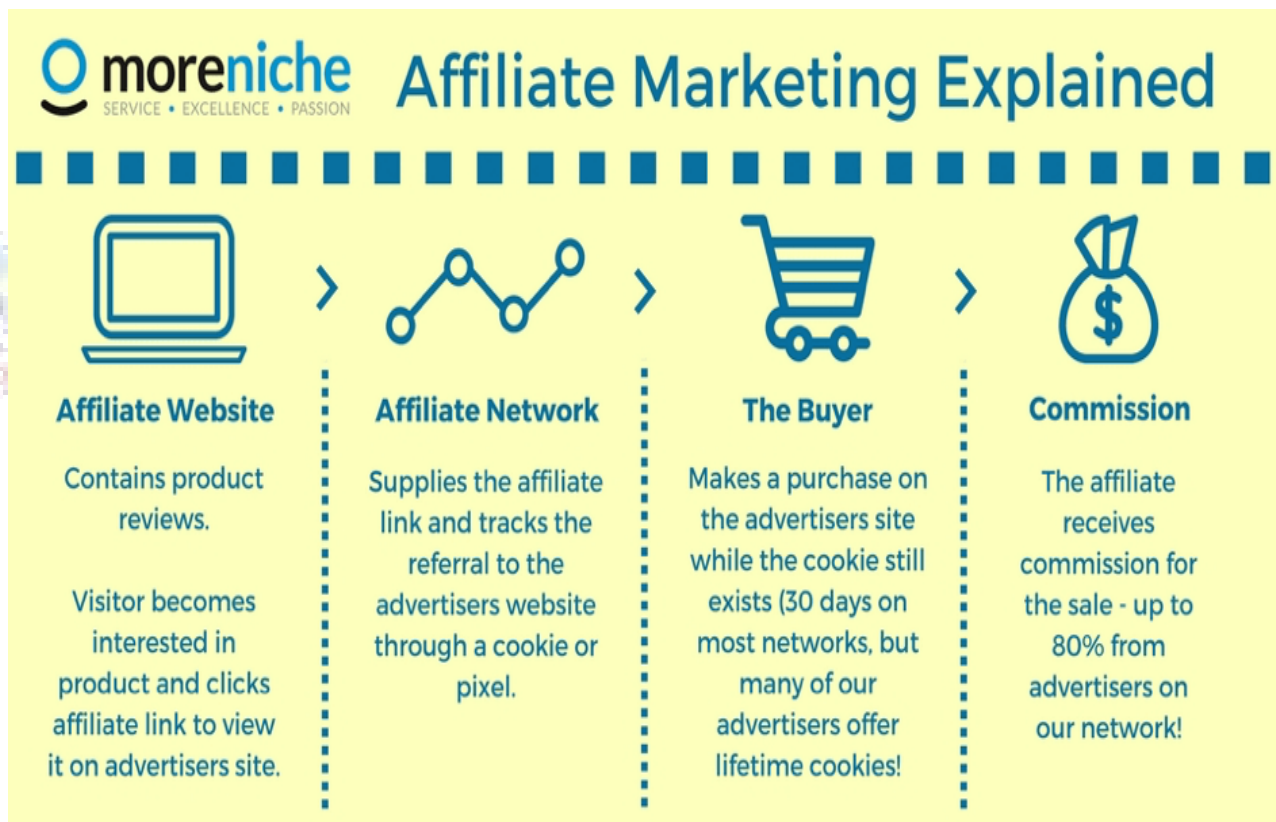 moreniche
SERVICE • EXCELLENCE • PASSION
Affiliate Marketing Explained
Affiliate Website
Contains product
reviews.
Visitor becomes
interested in
product and clicks
affiliate link to view
it on advertisers site.
Affiliate Network
Supplies the affiliate
link and tracks the
referral to the
advertisers website
through a cookie or
pixel.
The Buyer
Makes a purchase on
the advertisers site
while the cookie still
exists (30 days on
most networks, but
many of our
advertisers offer
lifetime cookies!
$
Commission
The affiliate
receives
commission for
the sale - up to
80% from
advertisers on
our network!